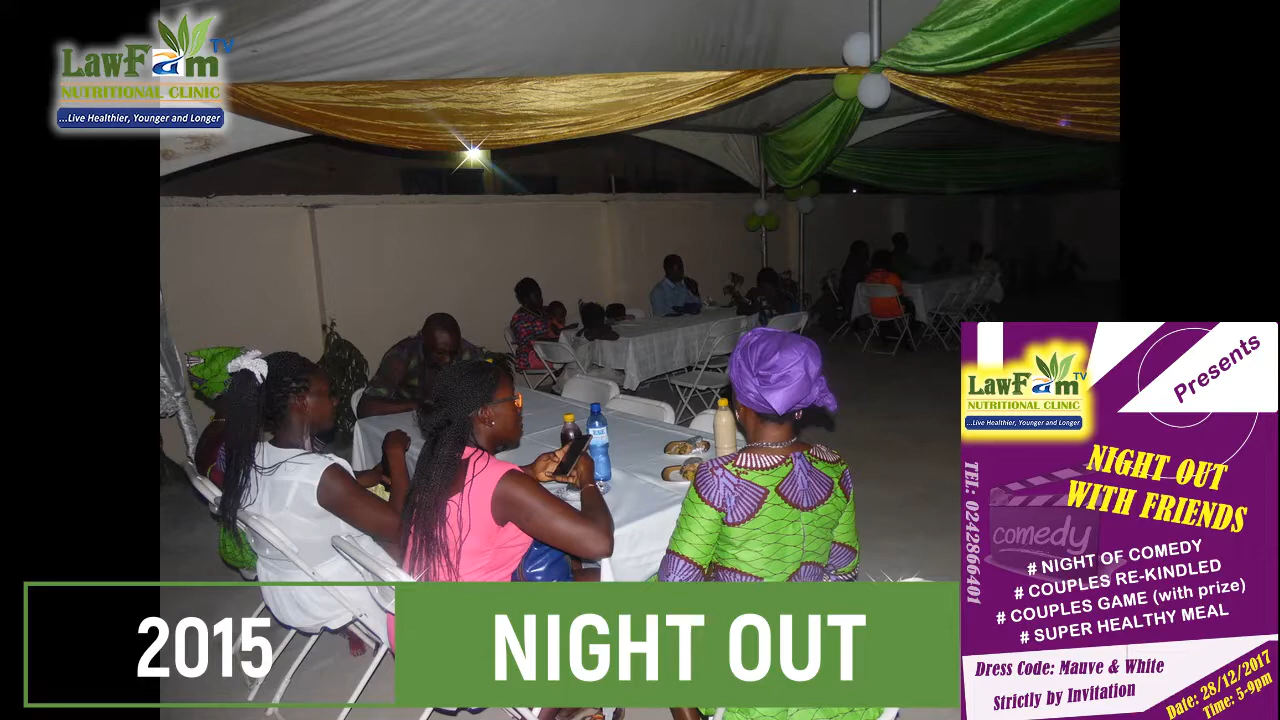 LawFam TV
NUTRITIONAL CLINIC
...Live Healthier, Younger and Longer
2015
NIGHT OUT
Presents
LawFam TV
NUTRITIONAL CLINIC
...Live Healthier, Younger and Longer
NIGHT OUT
WITH FRIENDS
TEL: 0242866401
comedy
# NIGHT OF COMEDY
# COUPLES RE-KINDLED
# COUPLES GAME (with prize)
# SUPER HEALTHY MEAL
Dress Code: Mauve & White
Strictly by Invitation
Date: 28/12/2017
Time: 5-9pm